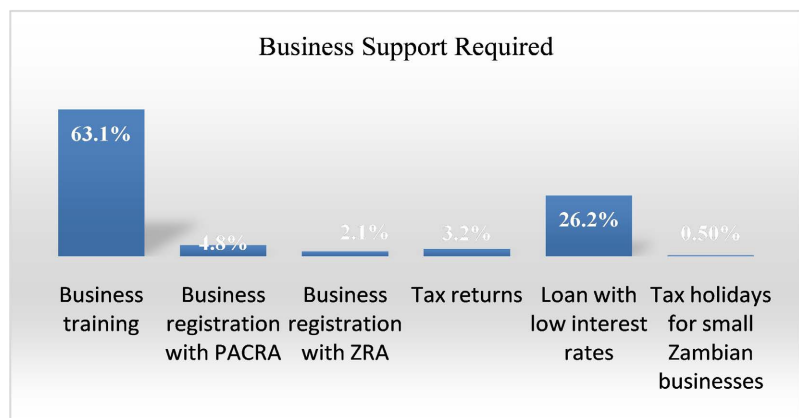 Business Support Required
63.1%
4.8%
2.1%
3.2%
26.2%
0.50%
Business
training
Business
registration
with PACRA
Business
registration
with ZRA
Tax returns
Loan with
low interest
rates
Tax holidays
for small
Zambian
businesses